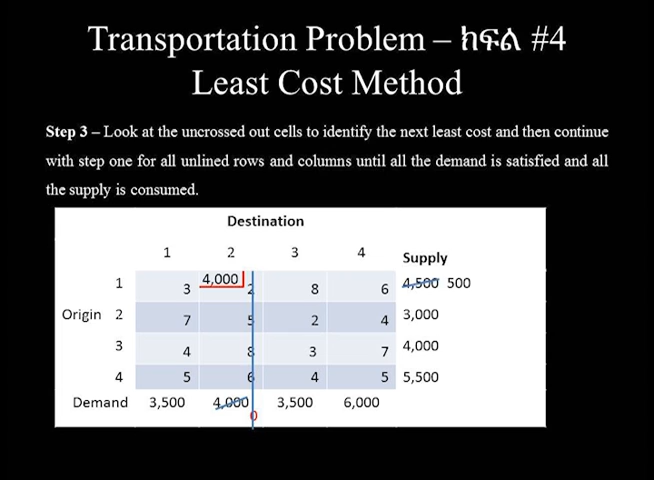 Transportation Problem – ክፍል #4
Least Cost Method
Step 3 – Look at the uncrossed out cells to identify the next least cost and then continue
with step one for all unlined rows and columns until all the demand is satisfied and all
the supply is consumed.
Destination
1 2 3 4 Supply
1 3 4,000 2 8 6 4,500 500
Origin 2 7 5 2 4 3,000
3 4 8 3 7 4,000
4 5 6 4 5 5,500
Demand 3,500 4,000 3,500 6,000
0